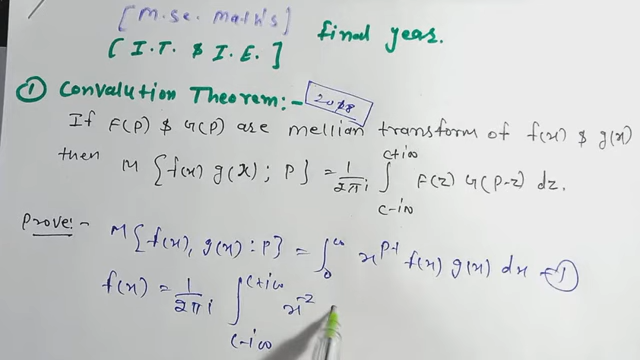 [M.Sc. Math's] final year.
[I.T. $ I.E.]
① Convalution Theorem:- 2018
If F(P) $ G(P) are mellian transform of f(x) $ g(x)
then M {f(x) g(x) ; P} = 1/2πi ∫_{c-i∞}^{c+i∞} F(z) G(P-z) dz.
Prove:- M{f(x), g(x) : P} = ∫_0^∞ x^{P-1} f(x) g(x) dx -①
f(x) = 1/2πi ∫_{c-i∞}^{c+i∞} x^{-z}